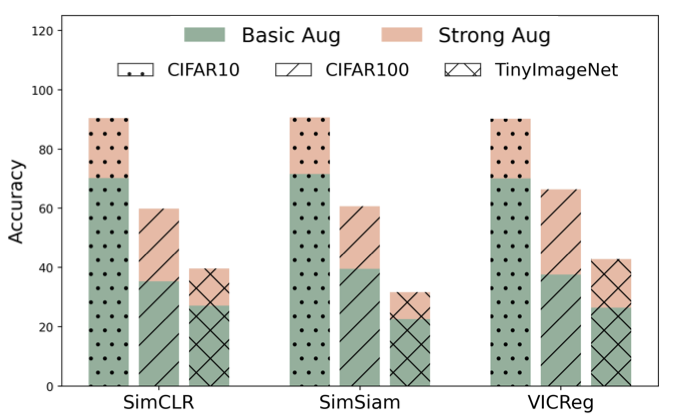 120
100
80
60
40
20
0
Accuracy
Basic Aug
Strong Aug
CIFAR10
CIFAR100
TinyImageNet
SimCLR
SimSiam
VICReg